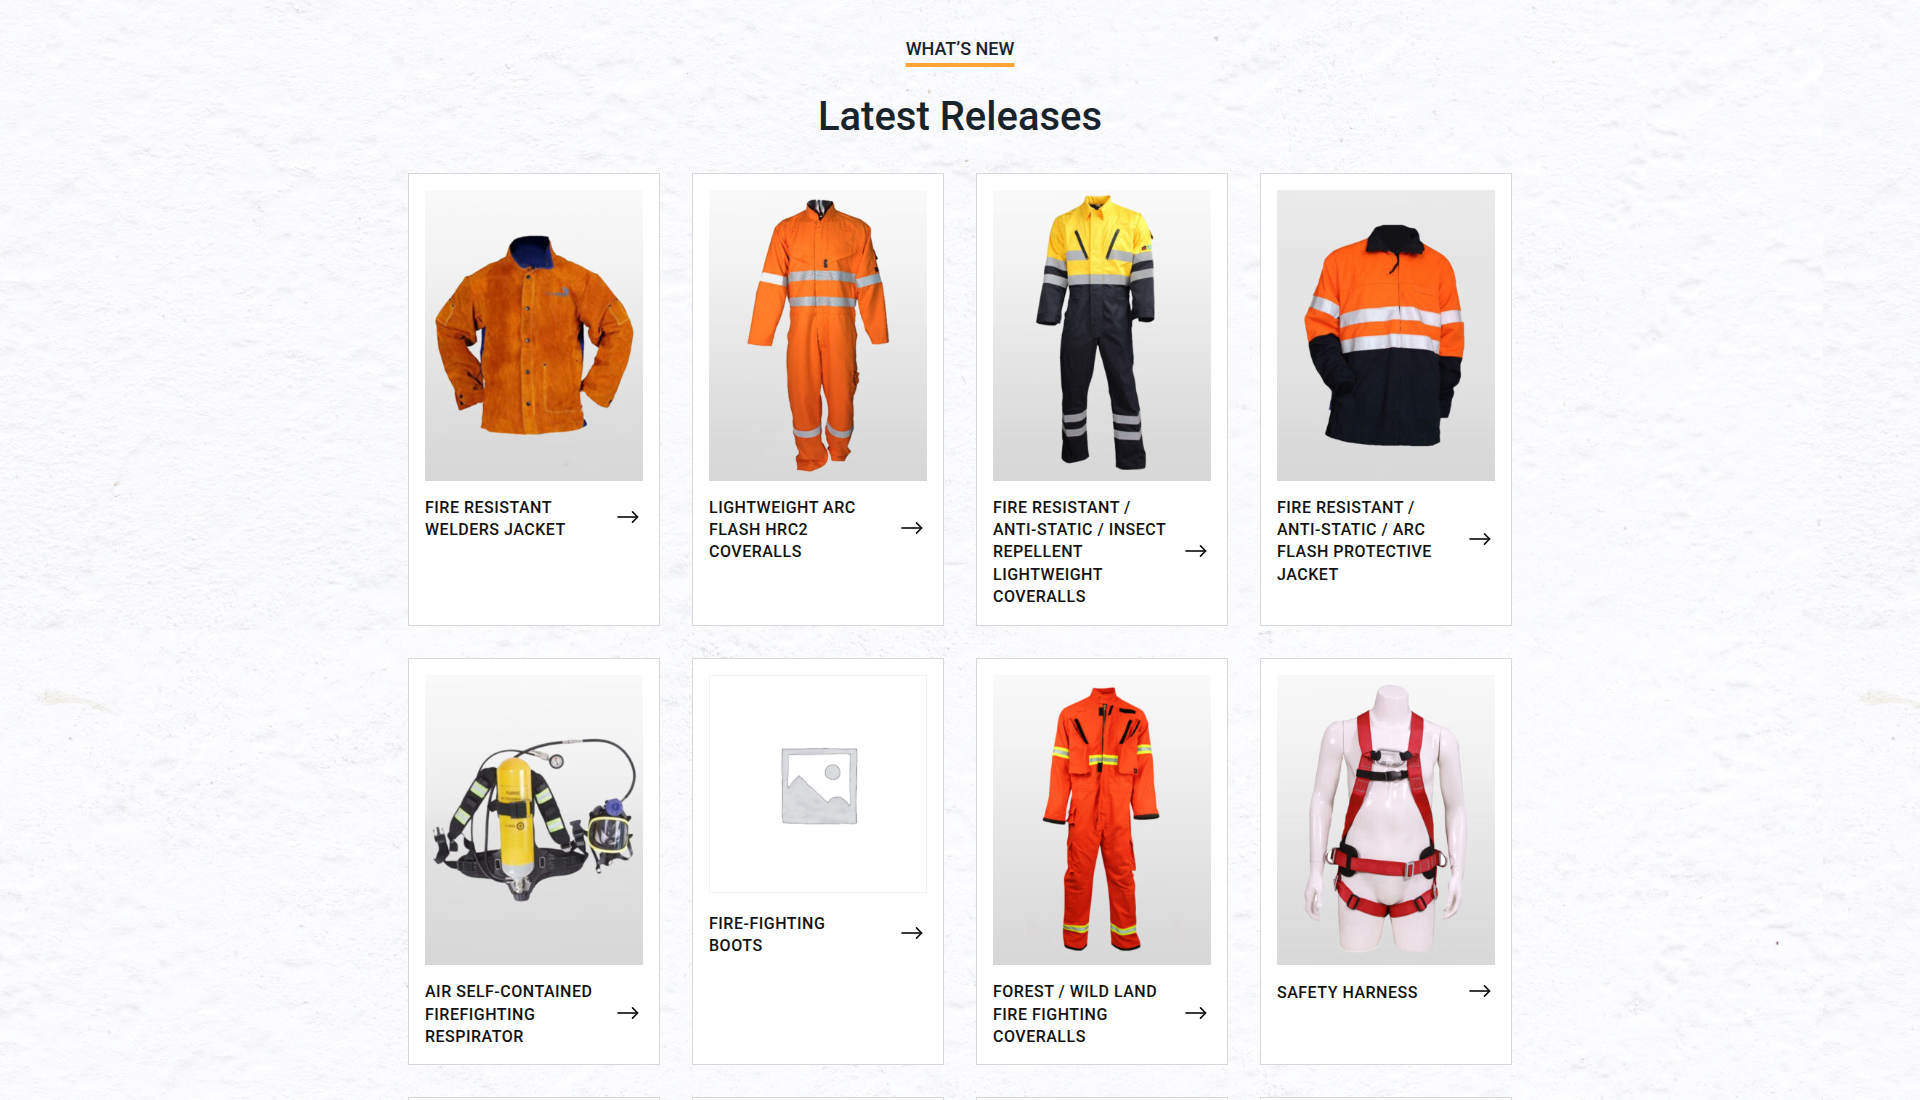 WHAT'S NEW
Latest Releases
FIRE RESISTANT
WELDERS JACKET
LIGHTWEIGHT ARC
FLASH HRC2
COVERALLS
FIRE RESISTANT /
ANTI-STATIC / INSECT
REPELLENT
LIGHTWEIGHT
COVERALLS
FIRE RESISTANT /
ANTI-STATIC / ARC
FLASH PROTECTIVE
JACKET
AIR SELF-CONTAINED
FIREFIGHTING
RESPIRATOR
FIRE-FIGHTING
BOOTS
FOREST / WILD LAND
FIRE FIGHTING
COVERALLS
SAFETY HARNESS